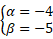 α = −4
β = −5